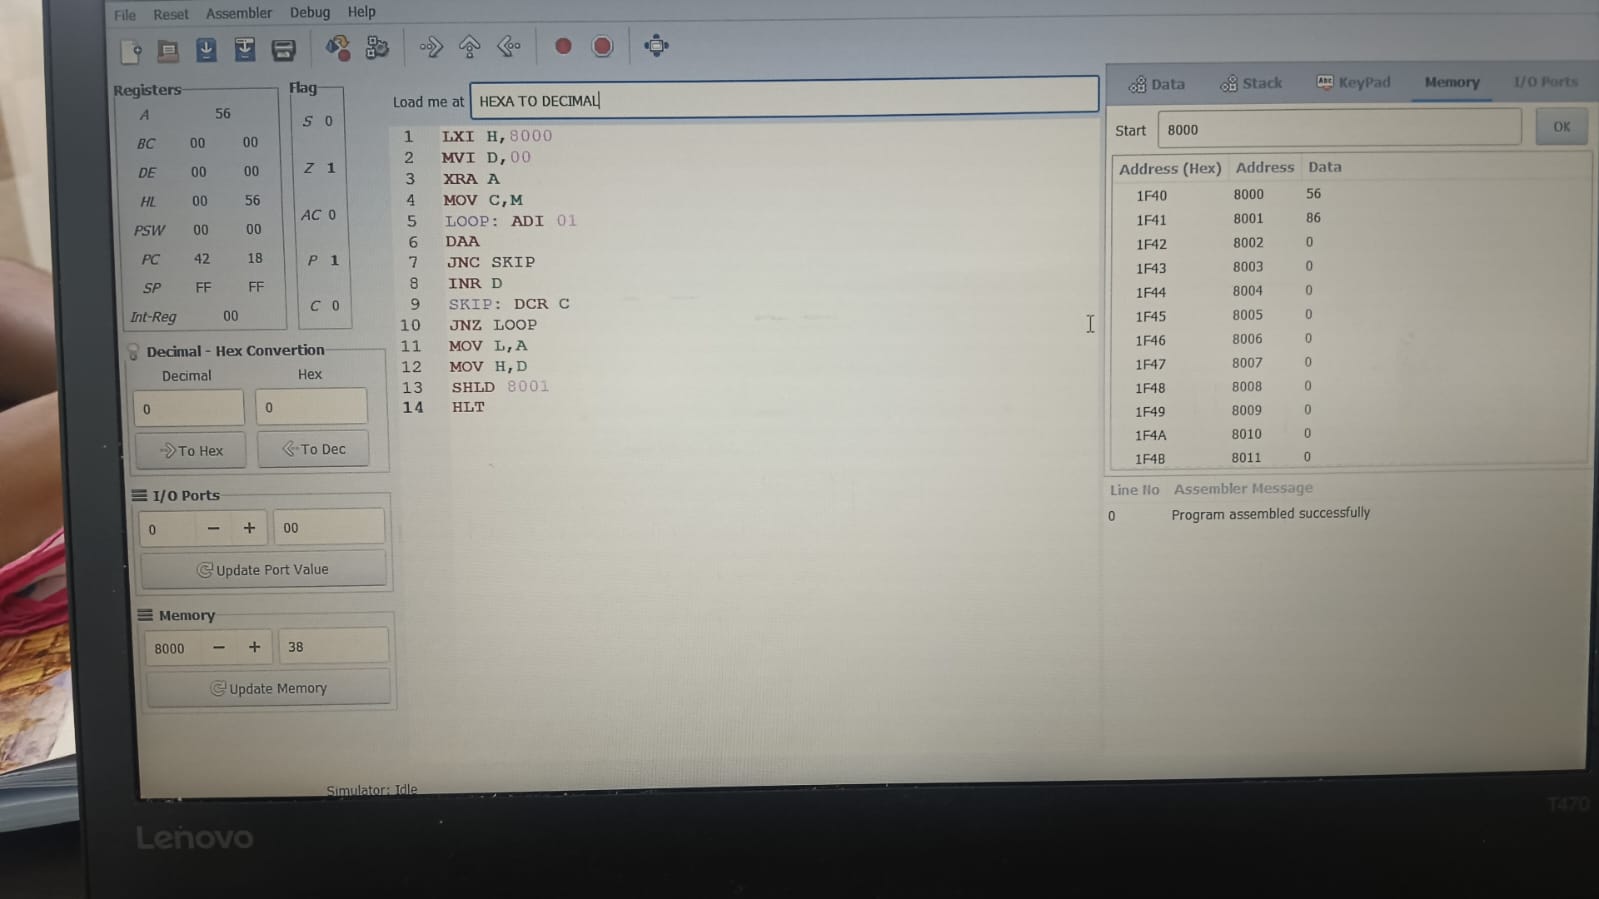 File Reset Assembler Debug Help
Registers
A 56
BC 00 00
DE 00 00
HL 00 56
PSW 00 00
PC 42 18
SP FF FF
Int-Reg 00
Flag
S 0
Z 1
AC 0
P 1
C 0
Decimal - Hex Convertion
Decimal Hex
0 0
To Hex To Dec
I/O Ports
0 - + 00
Update Port Value
Memory
8000 - + 38
Update Memory
Load me at HEXA TO DECIMAL
1 LXI H,8000
2 MVI D,00
3 XRA A
4 MOV C,M
5 LOOP: ADI 01
6 DAA
7 JNC SKIP
8 INR D
9 SKIP: DCR C
10 JNZ LOOP
11 MOV L,A
12 MOV H,D
13 SHLD 8001
14 HLT
Simulator: Idle
Data Stack KeyPad Memory I/O Ports
Start 8000 OK
Address (Hex) Address Data
1F40 8000 56
1F41 8001 86
1F42 8002 0
1F43 8003 0
1F44 8004 0
1F45 8005 0
1F46 8006 0
1F47 8007 0
1F48 8008 0
1F49 8009 0
1F4A 8010 0
1F4B 8011 0
Line No Assembler Message
0 Program assembled successfully
Lenovo
T470